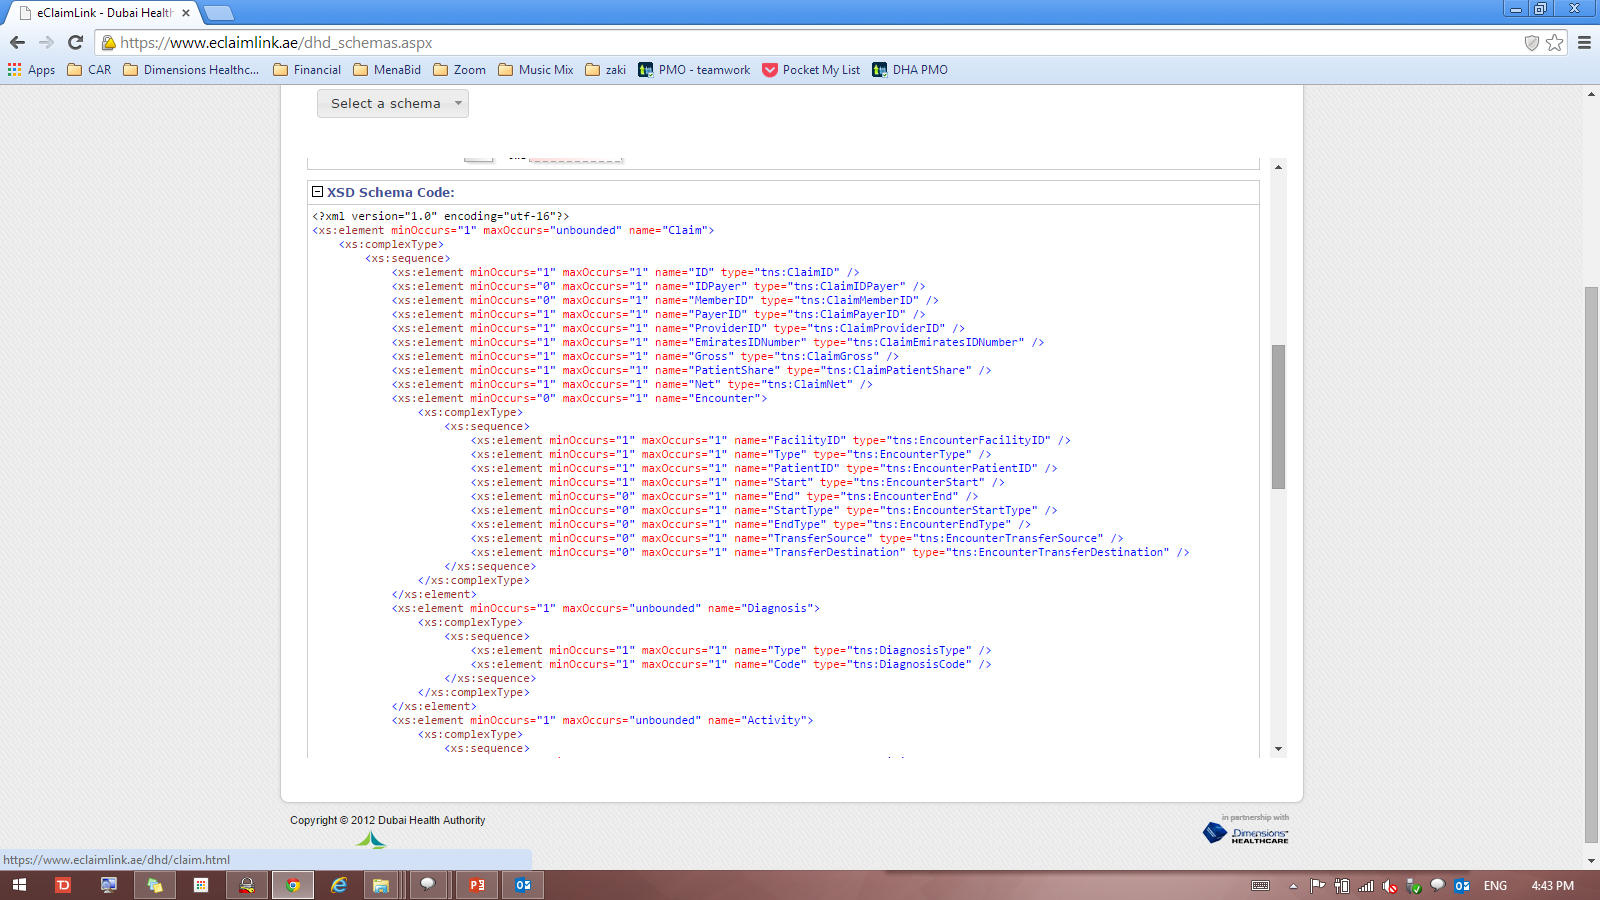 eClaimLink - Dubai Health
https://www.eclaimlink.ae/dhd_schemas.aspx
Apps CAR Dimensions Healthc... Financial MenaBid Zoom Music Mix zaki PMO - teamwork Pocket My List DHA PMO
Select a schema
XSD Schema Code:
<?xml version="1.0" encoding="utf-16"?>
<xs:element minOccurs="1" maxOccurs="unbounded" name="Claim">
<xs:complexType>
<xs:sequence>
<xs:element minOccurs="1" maxOccurs="1" name="ID" type="tns:ClaimID" />
<xs:element minOccurs="0" maxOccurs="1" name="IDPayer" type="tns:ClaimIDPayer" />
<xs:element minOccurs="0" maxOccurs="1" name="MemberID" type="tns:ClaimMemberID" />
<xs:element minOccurs="1" maxOccurs="1" name="PayerID" type="tns:ClaimPayerID" />
<xs:element minOccurs="1" maxOccurs="1" name="ProviderID" type="tns:ClaimProviderID" />
<xs:element minOccurs="1" maxOccurs="1" name="EmiratesIDNumber" type="tns:ClaimEmiratesIDNumber" />
<xs:element minOccurs="1" maxOccurs="1" name="Gross" type="tns:ClaimGross" />
<xs:element minOccurs="1" maxOccurs="1" name="PatientShare" type="tns:ClaimPatientShare" />
<xs:element minOccurs="1" maxOccurs="1" name="Net" type="tns:ClaimNet" />
<xs:element minOccurs="0" maxOccurs="1" name="Encounter">
<xs:complexType>
<xs:sequence>
<xs:element minOccurs="1" maxOccurs="1" name="FacilityID" type="tns:EncounterFacilityID" />
<xs:element minOccurs="1" maxOccurs="1" name="Type" type="tns:EncounterType" />
<xs:element minOccurs="1" maxOccurs="1" name="PatientID" type="tns:EncounterPatientID" />
<xs:element minOccurs="1" maxOccurs="1" name="Start" type="tns:EncounterStart" />
<xs:element minOccurs="0" maxOccurs="1" name="End" type="tns:EncounterEnd" />
<xs:element minOccurs="0" maxOccurs="1" name="StartType" type="tns:EncounterStartType" />
<xs:element minOccurs="0" maxOccurs="1" name="EndType" type="tns:EncounterEndType" />
<xs:element minOccurs="0" maxOccurs="1" name="TransferSource" type="tns:EncounterTransferSource" />
<xs:element minOccurs="0" maxOccurs="1" name="TransferDestination" type="tns:EncounterTransferDestination" />
</xs:sequence>
</xs:complexType>
</xs:element>
<xs:element minOccurs="1" maxOccurs="unbounded" name="Diagnosis">
<xs:complexType>
<xs:sequence>
<xs:element minOccurs="1" maxOccurs="1" name="Type" type="tns:DiagnosisType" />
<xs:element minOccurs="1" maxOccurs="1" name="Code" type="tns:DiagnosisCode" />
</xs:sequence>
</xs:complexType>
</xs:element>
<xs:element minOccurs="1" maxOccurs="unbounded" name="Activity">
<xs:complexType>
<xs:sequence>
Copyright © 2012 Dubai Health Authority
in partnership with
Dimensions
HEALTHCARE
https://www.eclaimlink.ae/dhd/claim.html
ENG 4:43 PM